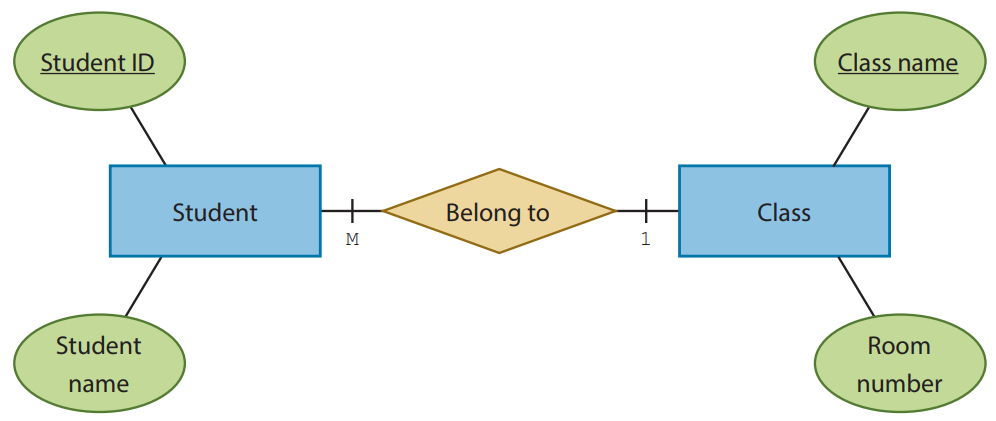 Student ID
Class name
Student
Belong to
Class
M
1
Student
name
Room
number